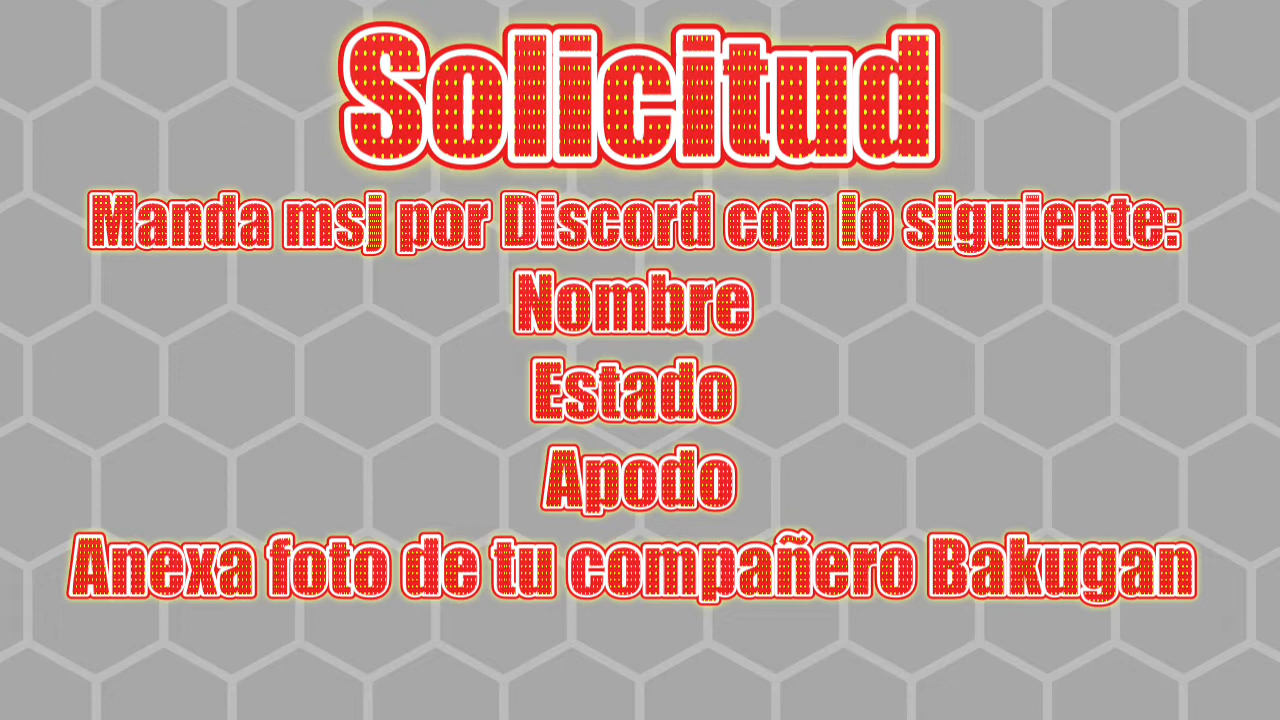 Solicitud
Manda msj por Discord con lo siguiente:
Nombre
Estado
Apodo
Anexa foto de tu compañero Bakugan